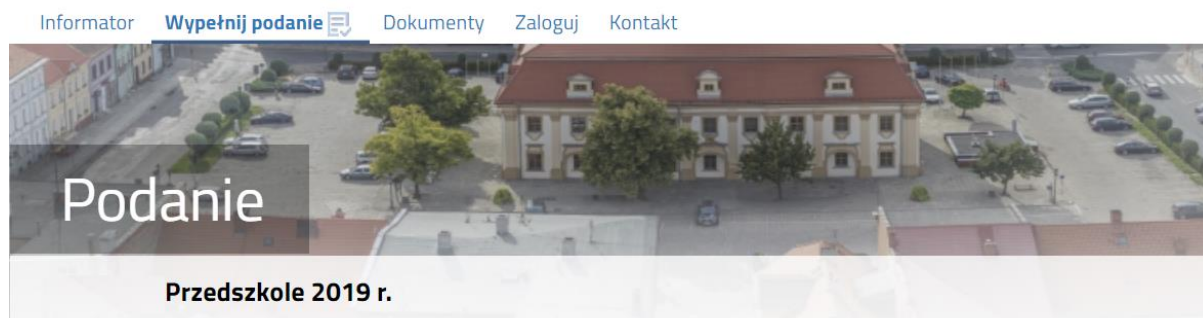 Informator Wypełnij podanie Dokumenty Zaloguj Kontakt
Podanie
Przedszkole 2019 r.